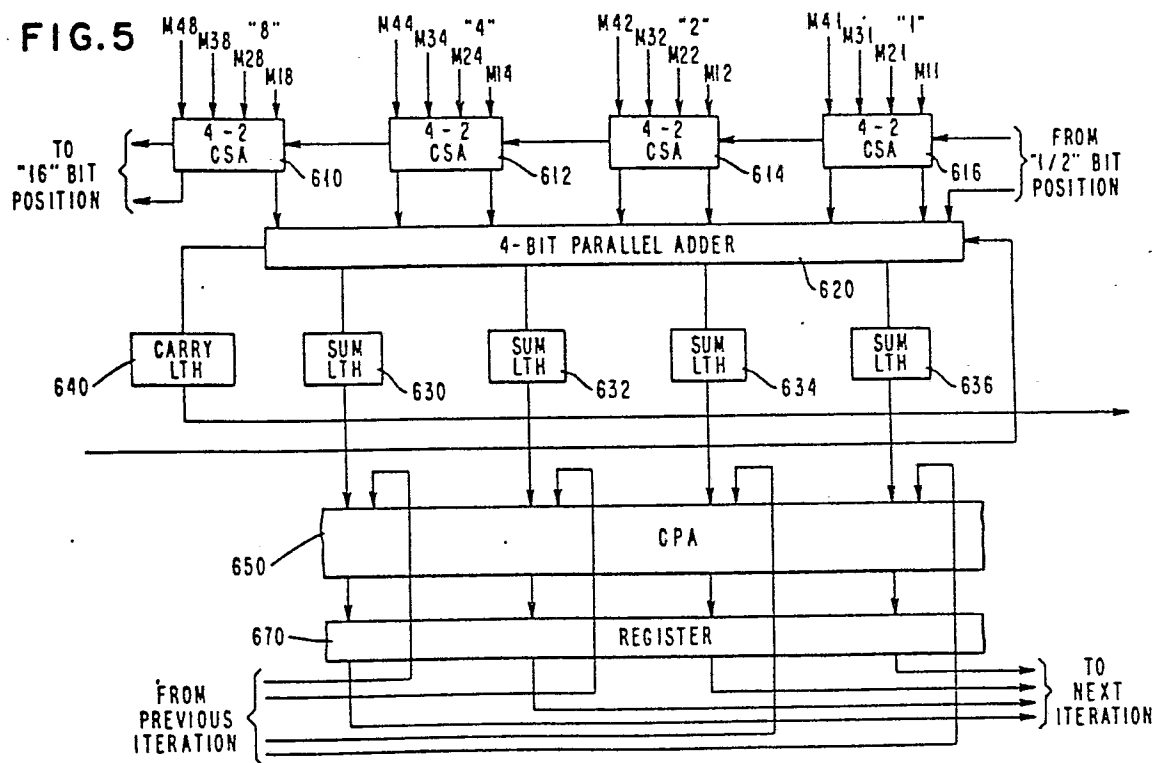 FIG.5
M48 M38 "8" M28 M18
M44 M34 "4" M24 M14
M42 M32 "2" M22 M12
M41 M31 "1" M21 M11
4-2 CSA
610
4-2 CSA
612
4-2 CSA
614
4-2 CSA
616
TO
"16" BIT
POSITION
FROM
"1/2" BIT
POSITION
4-BIT PARALLEL ADDER
620
CARRY
LTH
640
SUM
LTH
630
SUM
LTH
632
SUM
LTH
634
SUM
LTH
636
CPA
650
REGISTER
670
FROM
PREVIOUS
ITERATION
TO
NEXT
ITERATION